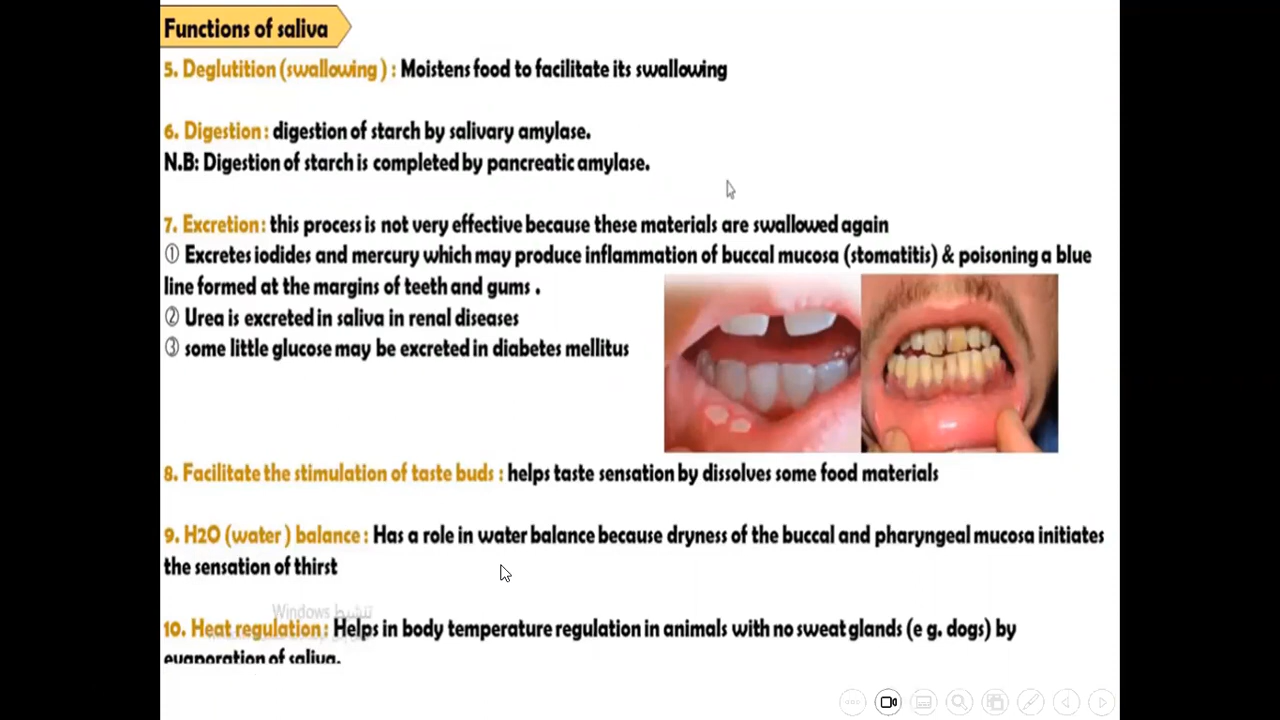 Functions of saliva
5. Deglutition (swallowing ) : Moistens food to facilitate its swallowing
6. Digestion : digestion of starch by salivary amylase.
N.B: Digestion of starch is completed by pancreatic amylase.
7. Excretion : this process is not very effective because these materials are swallowed again
① Excretes iodides and mercury which may produce inflammation of buccal mucosa (stomatitis) & poisoning a blue
line formed at the margins of teeth and gums .
② Urea is excreted in saliva in renal diseases
③ some little glucose may be excreted in diabetes mellitus
8. Facilitate the stimulation of taste buds : helps taste sensation by dissolves some food materials
9. H2O (water ) balance : Has a role in water balance because dryness of the buccal and pharyngeal mucosa initiates
the sensation of thirst
تنشيط Windows
10. Heat regulation : Helps in body temperature regulation in animals with no sweat glands (e g. dogs) by
evaporation of saliva.